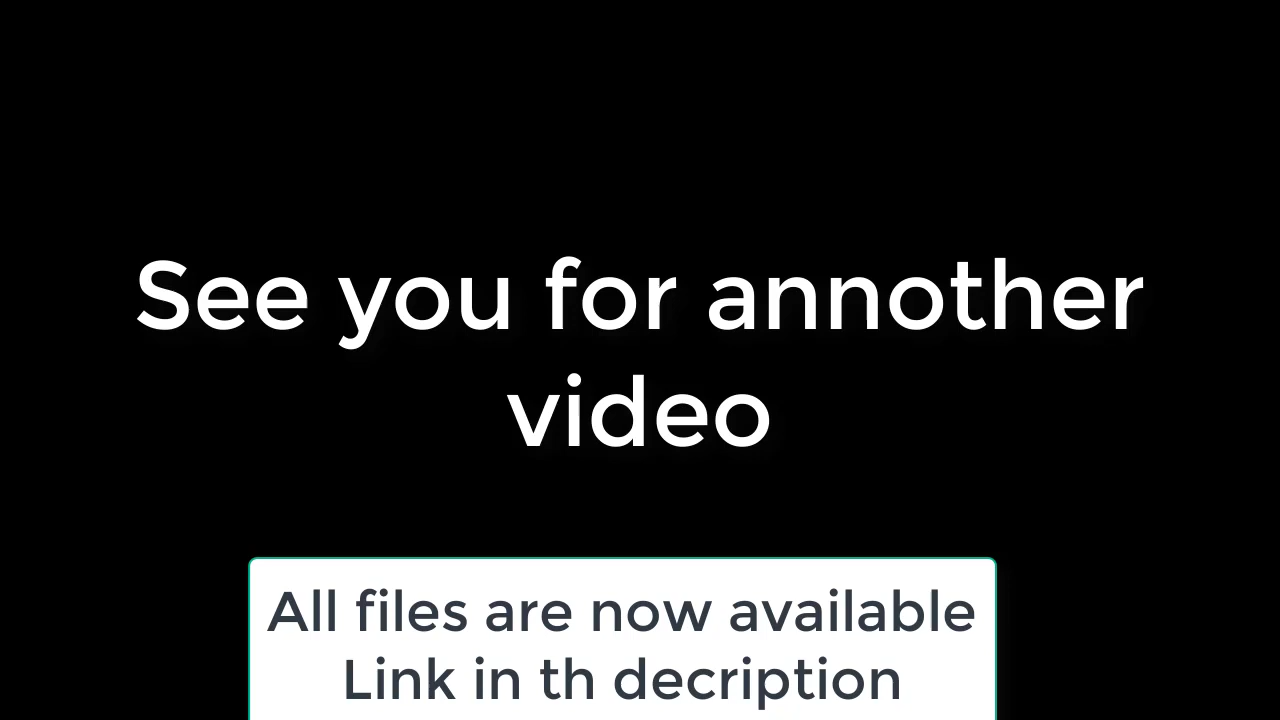 See you for annother
video
All files are now available
Link in th decription